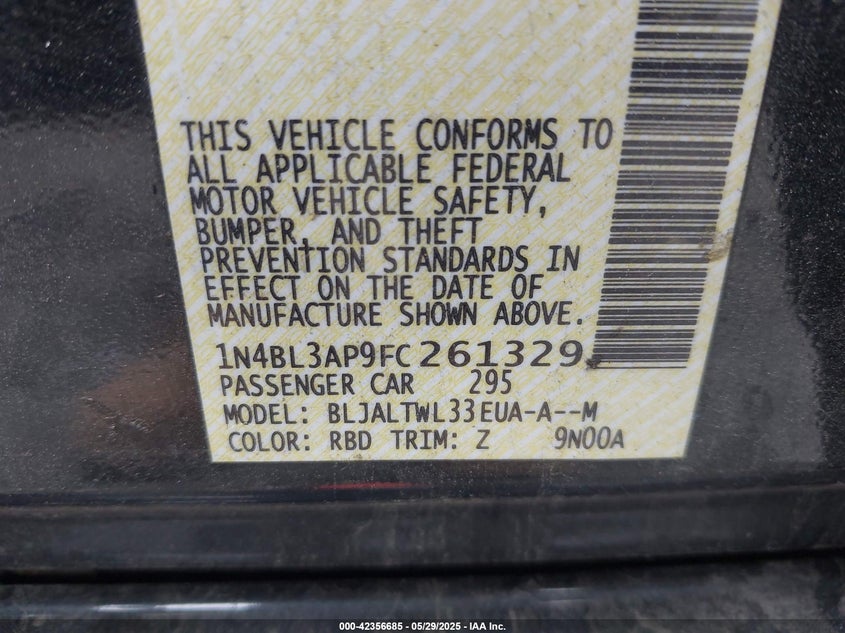 THIS VEHICLE CONFORMS TO
ALL APPLICABLE FEDERAL
MOTOR VEHICLE SAFETY,
BUMPER, AND THEFT
PREVENTION STANDARDS IN
EFFECT ON THE DATE OF
MANUFACTURE SHOWN ABOVE.
1N4BL3AP9FC261329
PASSENGER CAR 295
MODEL: BLJALTWL33EUA-A--M
COLOR: RBD TRIM: Z 9N00A
000-42356685 - 05/29/2025 - IAA Inc.